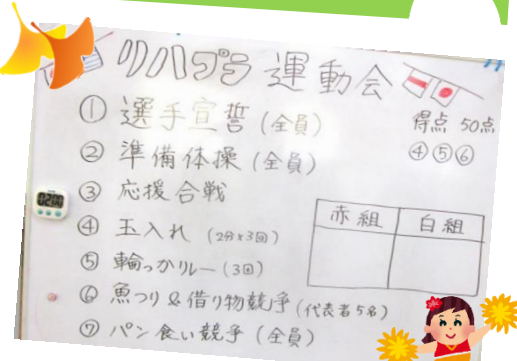 リハプラ 運動会
① 選手宣誓 (全員)
得点 50点
② 準備体操 (全員)
④⑤⑥
③ 応援合戦
④ 玉入れ (2分×3回)
赤組 白組
⑤ 輪っかリレー (3回)
⑥ 魚つり & 借り物競争 (代表者5名)
⑦ パン食い競争 (全員)